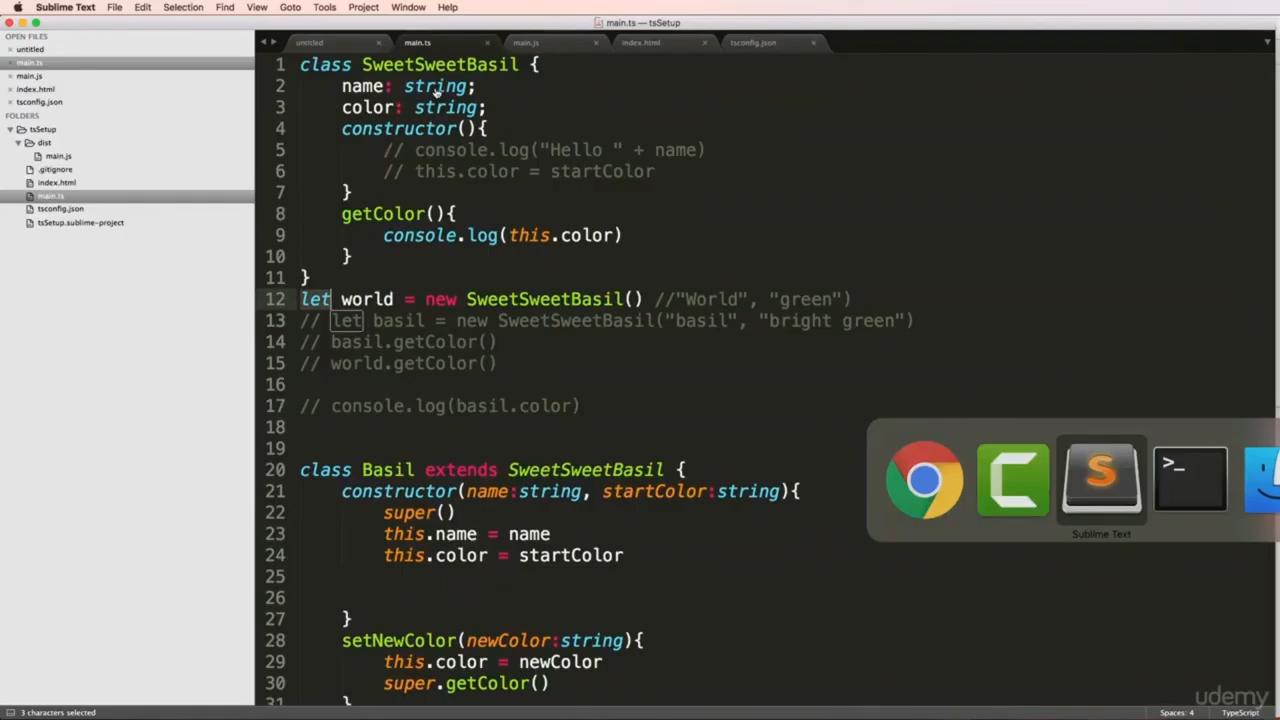 Sublime Text File Edit Selection Find View Goto Tools Project Window Help
main.ts — tsSetup
OPEN FILES
untitled
main.ts
main.js
index.html
tsconfig.json
FOLDERS
tsSetup
dist
main.js
.gitignore
index.html
main.ts
tsconfig.json
tsSetup.sublime-project
untitled main.ts main.js index.html tsconfig.json
1 class SweetSweetBasil {
2 name: string;
3 color: string;
4 constructor(){
5 // console.log("Hello " + name)
6 // this.color = startColor
7 }
8 getColor(){
9 console.log(this.color)
10 }
11 }
12 let world = new SweetSweetBasil() //"World", "green")
13 // let basil = new SweetSweetBasil("basil", "bright green")
14 // basil.getColor()
15 // world.getColor()
16
17 // console.log(basil.color)
18
19
20 class Basil extends SweetSweetBasil {
21 constructor(name:string, startColor:string){
22 super()
23 this.name = name
24 this.color = startColor
25
26
27 }
28 setNewColor(newColor:string){
29 this.color = newColor
30 super.getColor()
31 }
Sublime Text
udemy
3 characters selected
Spaces: 4 TypeScript